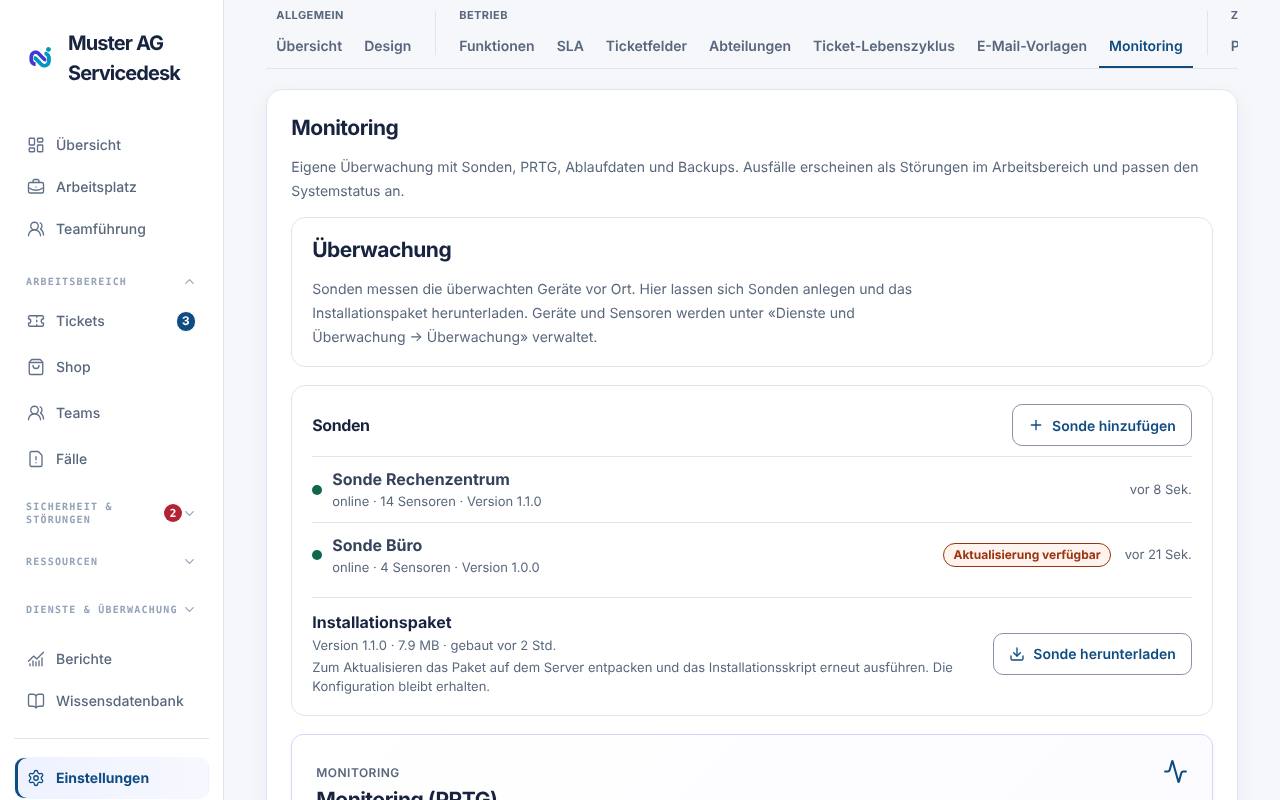 Muster AG
Servicedesk
Übersicht
Arbeitsplatz
Teamführung
ARBEITSBEREICH
Tickets 3
Shop
Teams
Fälle
SICHERHEIT &
STÖRUNGEN 2
RESSOURCEN
DIENSTE & ÜBERWACHUNG
Berichte
Wissensdatenbank
Einstellungen
ALLGEMEIN BETRIEB Z
Übersicht Design Funktionen SLA Ticketfelder Abteilungen Ticket-Lebenszyklus E-Mail-Vorlagen Monitoring P
Monitoring
Eigene Überwachung mit Sonden, PRTG, Ablaufdaten und Backups. Ausfälle erscheinen als Störungen im Arbeitsbereich und passen den
Systemstatus an.
Überwachung
Sonden messen die überwachten Geräte vor Ort. Hier lassen sich Sonden anlegen und das
Installationspaket herunterladen. Geräte und Sensoren werden unter «Dienste und
Überwachung → Überwachung» verwaltet.
Sonden
Sonde hinzufügen
Sonde Rechenzentrum
online · 14 Sensoren · Version 1.1.0
vor 8 Sek.
Sonde Büro
online · 4 Sensoren · Version 1.0.0
Aktualisierung verfügbar vor 21 Sek.
Installationspaket
Version 1.1.0 · 7.9 MB · gebaut vor 2 Std.
Zum Aktualisieren das Paket auf dem Server entpacken und das Installationsskript erneut ausführen. Die
Konfiguration bleibt erhalten.
Sonde herunterladen
MONITORING
Monitoring (PRTG)